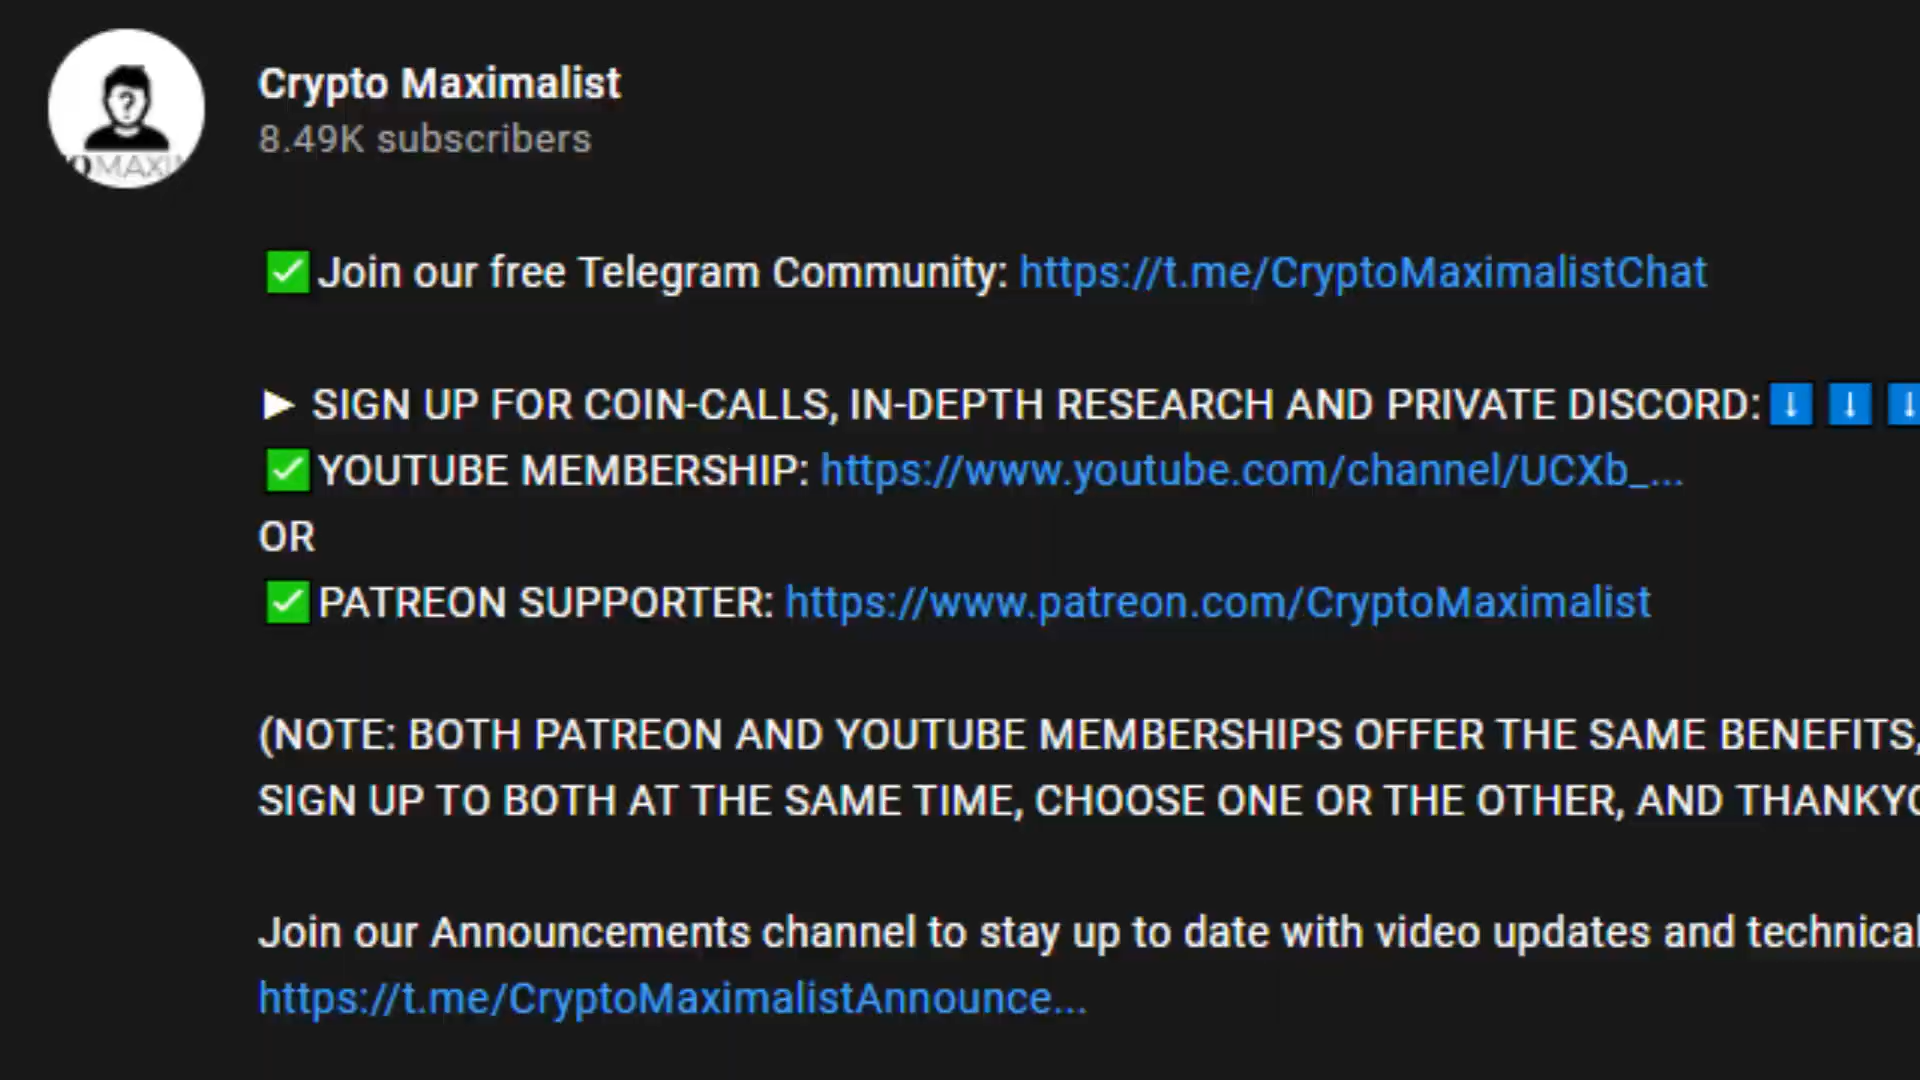 Crypto Maximalist
8.49K subscribers
✅Join our free Telegram Community: https://t.me/CryptoMaximalistChat
► SIGN UP FOR COIN-CALLS, IN-DEPTH RESEARCH AND PRIVATE DISCORD:⬇️⬇️⬇️
✅YOUTUBE MEMBERSHIP: https://www.youtube.com/channel/UCXb_...
OR
✅PATREON SUPPORTER: https://www.patreon.com/CryptoMaximalist
(NOTE: BOTH PATREON AND YOUTUBE MEMBERSHIPS OFFER THE SAME BENEFITS,
SIGN UP TO BOTH AT THE SAME TIME, CHOOSE ONE OR THE OTHER, AND
Join our Announcements channel to stay up to date with video updates and technical
https://t.me/CryptoMaximalistAnnounce...